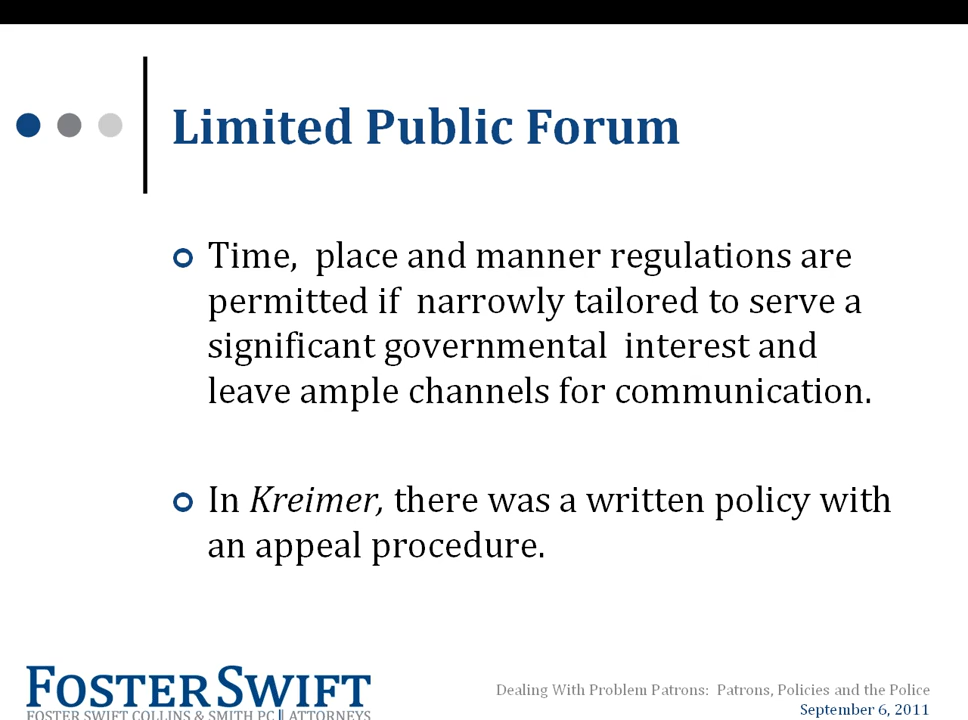 Limited Public Forum
Time,  place and manner regulations are
permitted if  narrowly tailored to serve a
significant governmental  interest and
leave ample channels for communication.
In Kreimer, there was a written policy with
an appeal procedure.
FOSTER SWIFT
FOSTER SWIFT COLLINS & SMITH PC || ATTORNEYS
Dealing With Problem Patrons:  Patrons, Policies and the Police
September 6, 2011